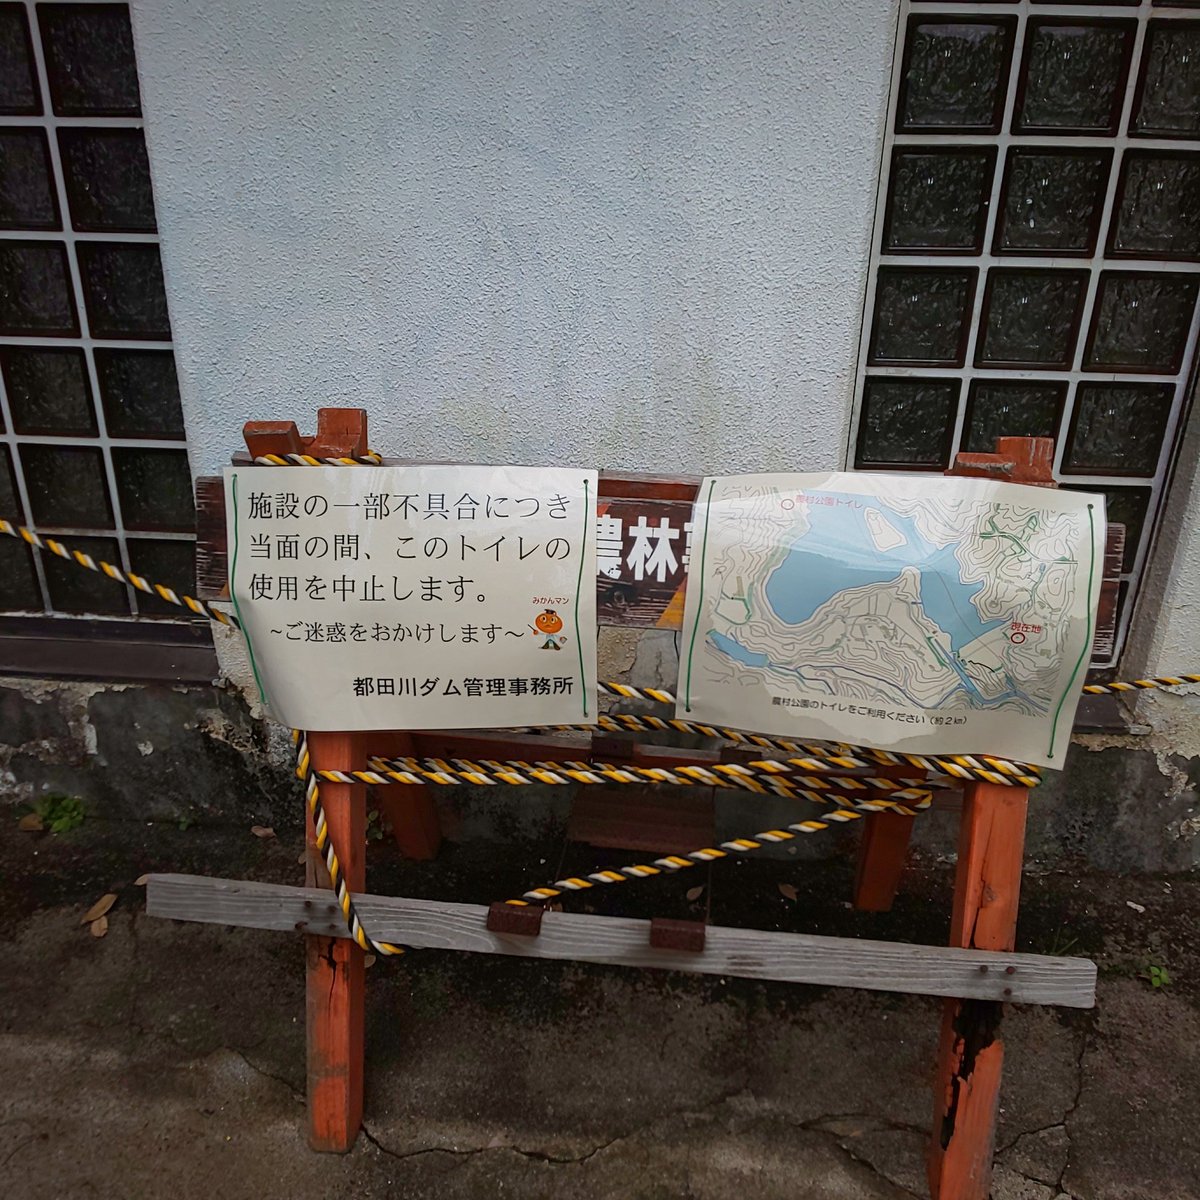 施設の一部不具合につき
当面の間、このトイレの
使用を中止します。
みかんマン
~ご迷惑をおかけします~
都田川ダム管理事務所
農林
農村公園トイレ
現在地
農村公園のトイレをご利用ください（約２㎞）